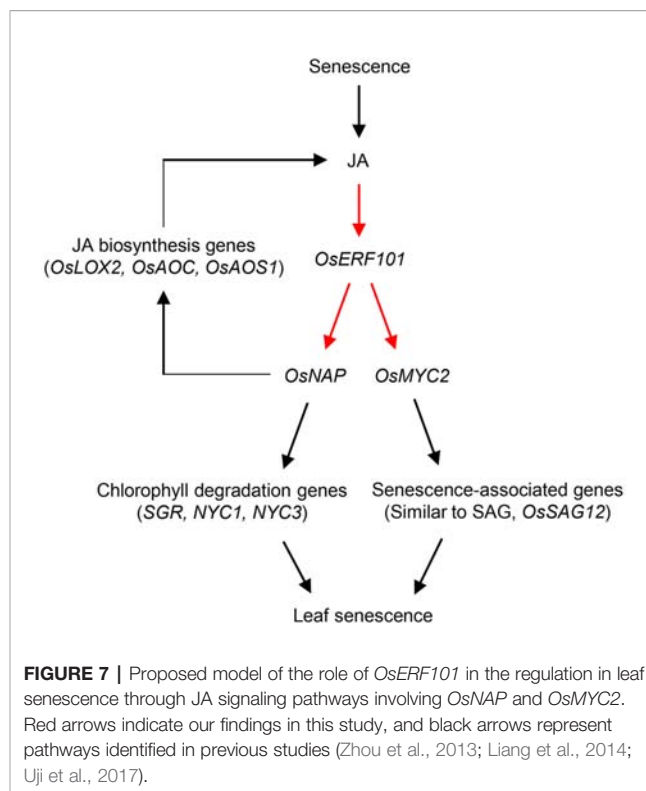 Senescence
JA
JA biosynthesis genes
(OsLOX2, OsAOC, OsAOS1)
OsERF101
OsNAP
OsMYC2
Chlorophyll degradation genes
(SGR, NYC1, NYC3)
Senescence-associated genes
(Similar to SAG, OsSAG12)
Leaf senescence
FIGURE 7 | Proposed model of the role of OsERF101 in the regulation in leaf
senescence through JA signaling pathways involving OsNAP and OsMYC2.
Red arrows indicate our findings in this study, and black arrows represent
pathways identified in previous studies (Zhou et al., 2013; Liang et al., 2014;
Uji et al., 2017).